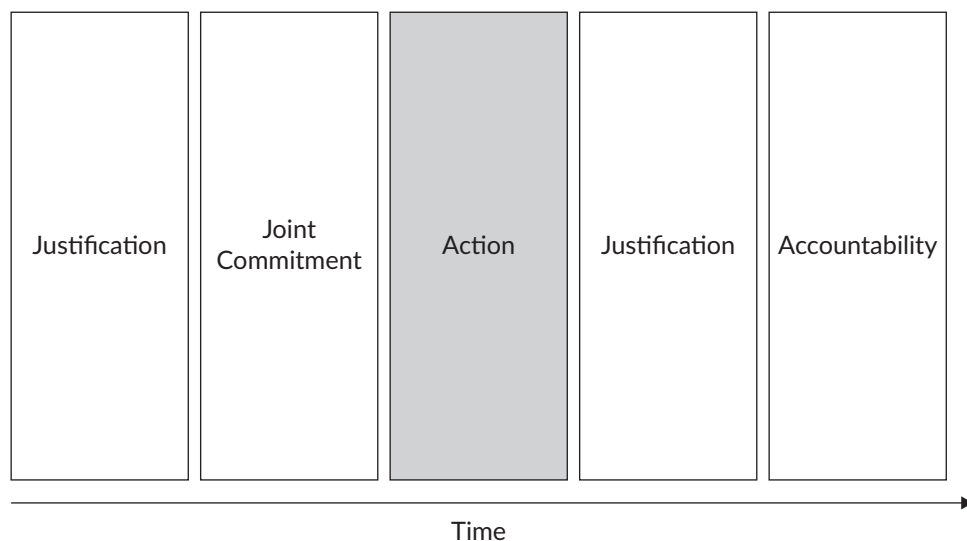 Justification
Joint
Commitment
Action
Justification
Accountability
Time